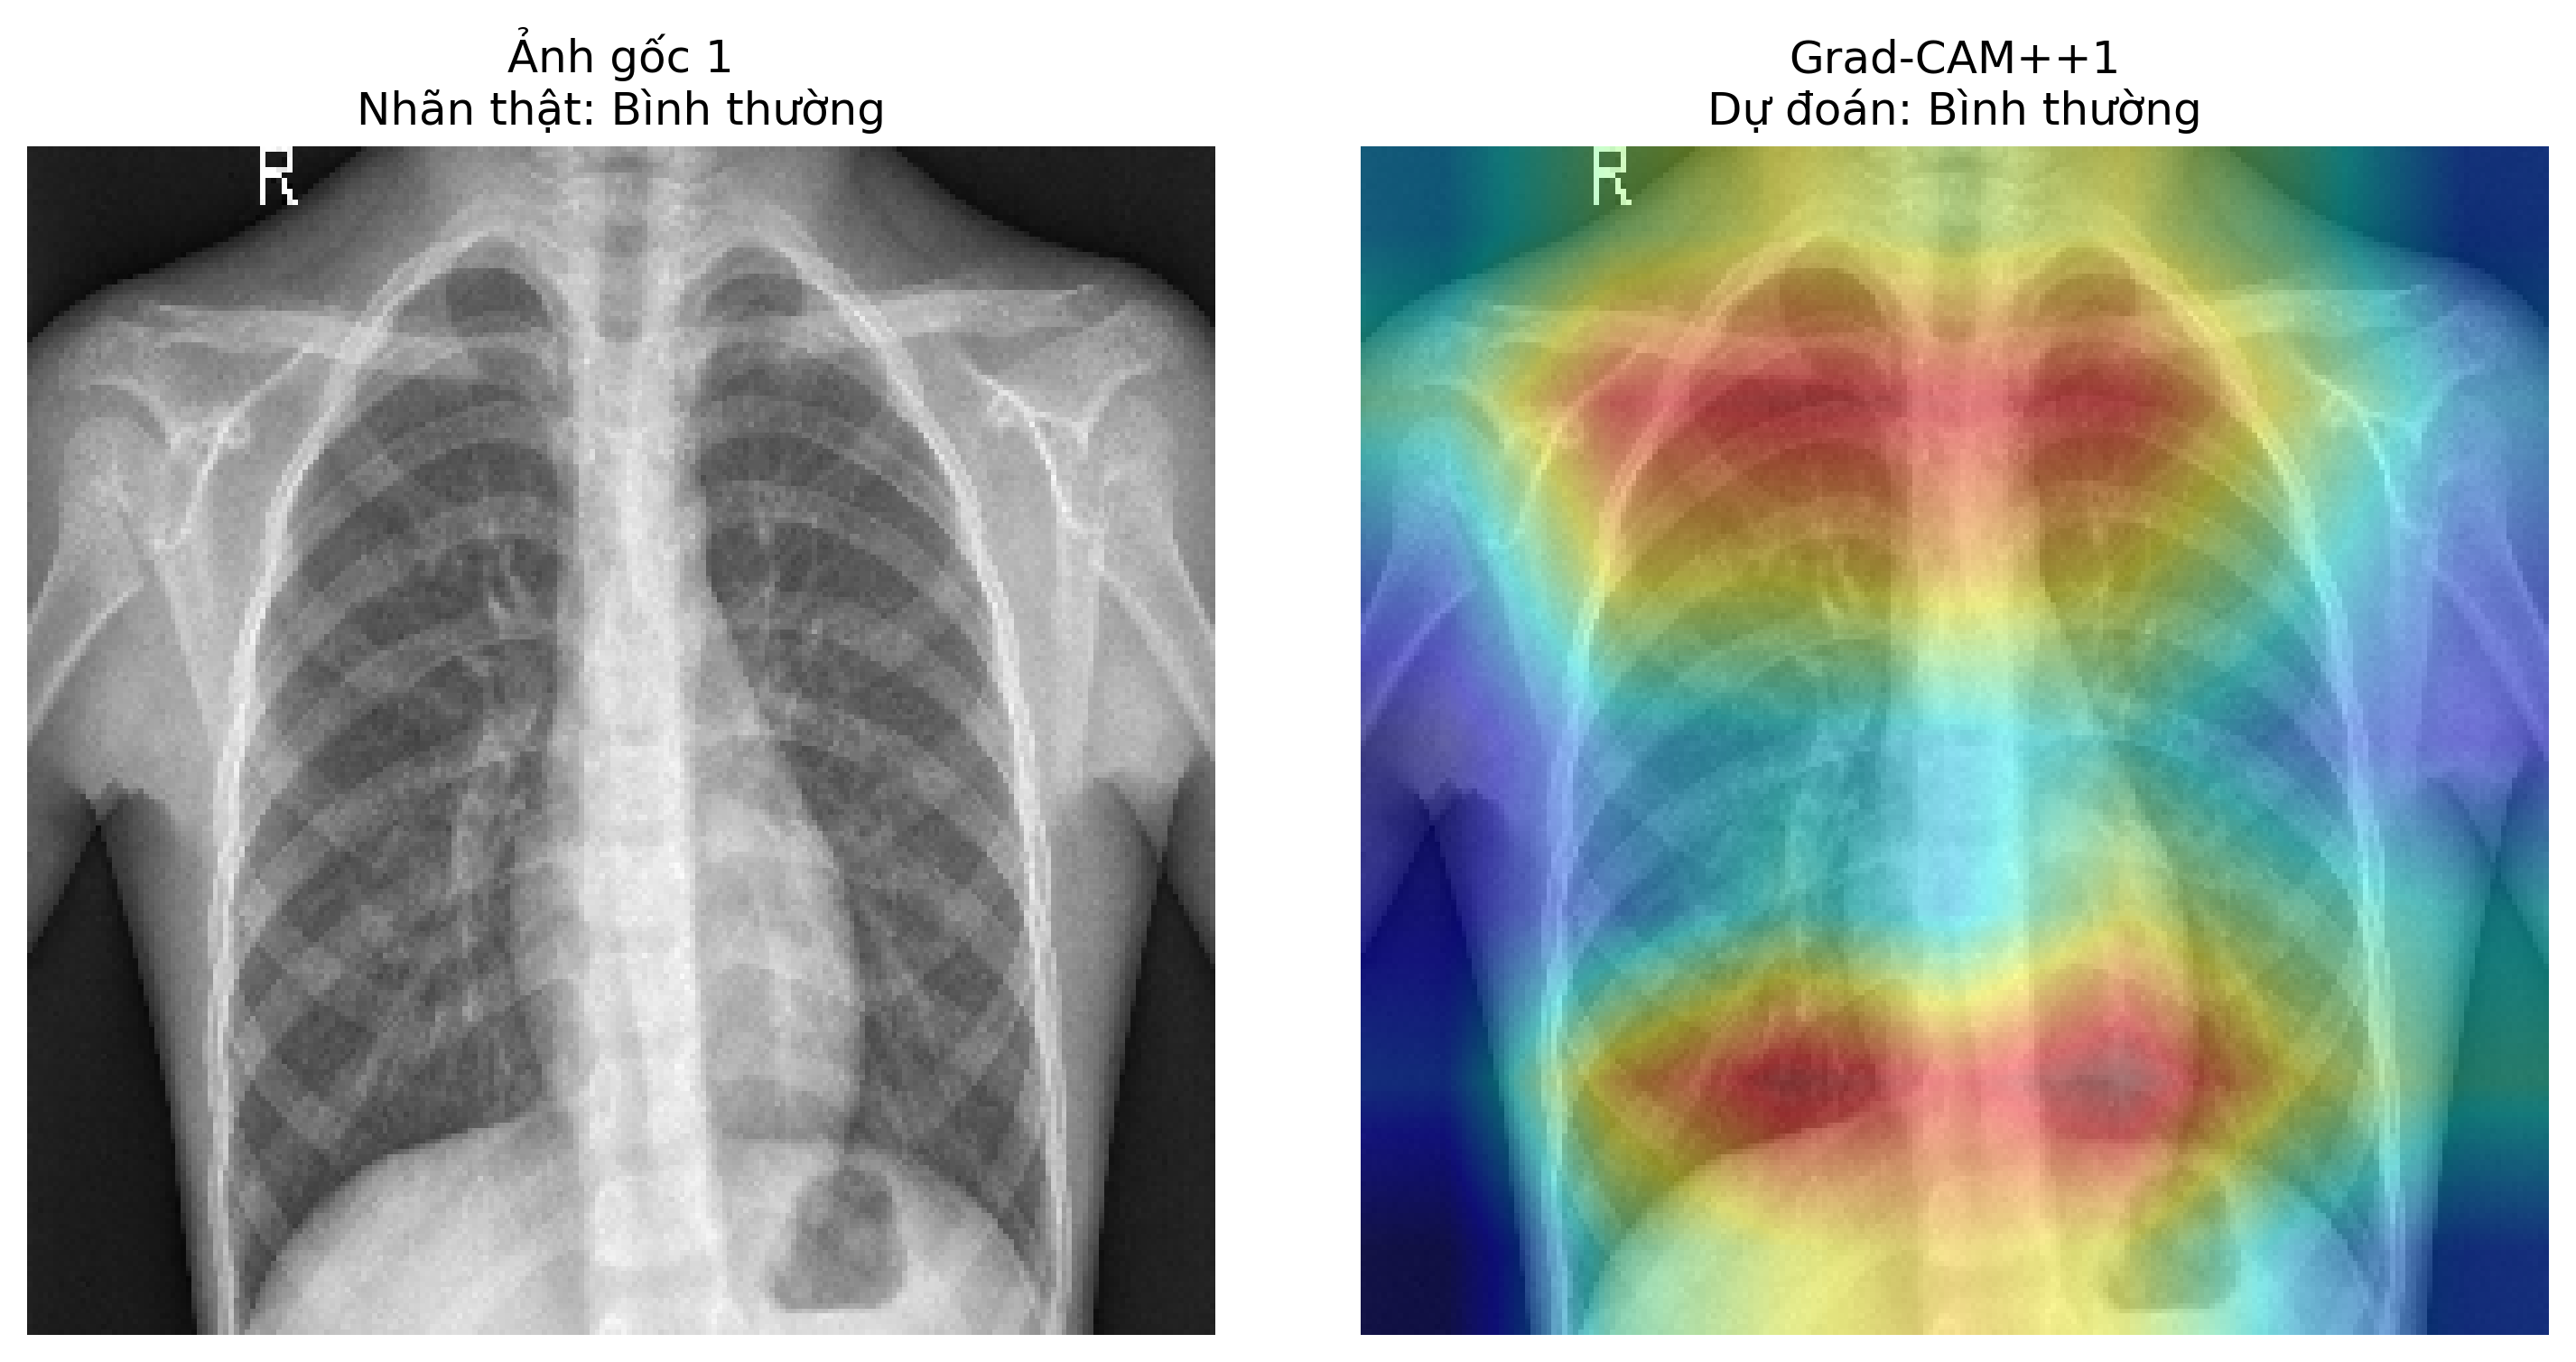 Ảnh gốc 1
Nhãn thật: Bình thường
R
Grad-CAM++1
Dự đoán: Bình thường
R